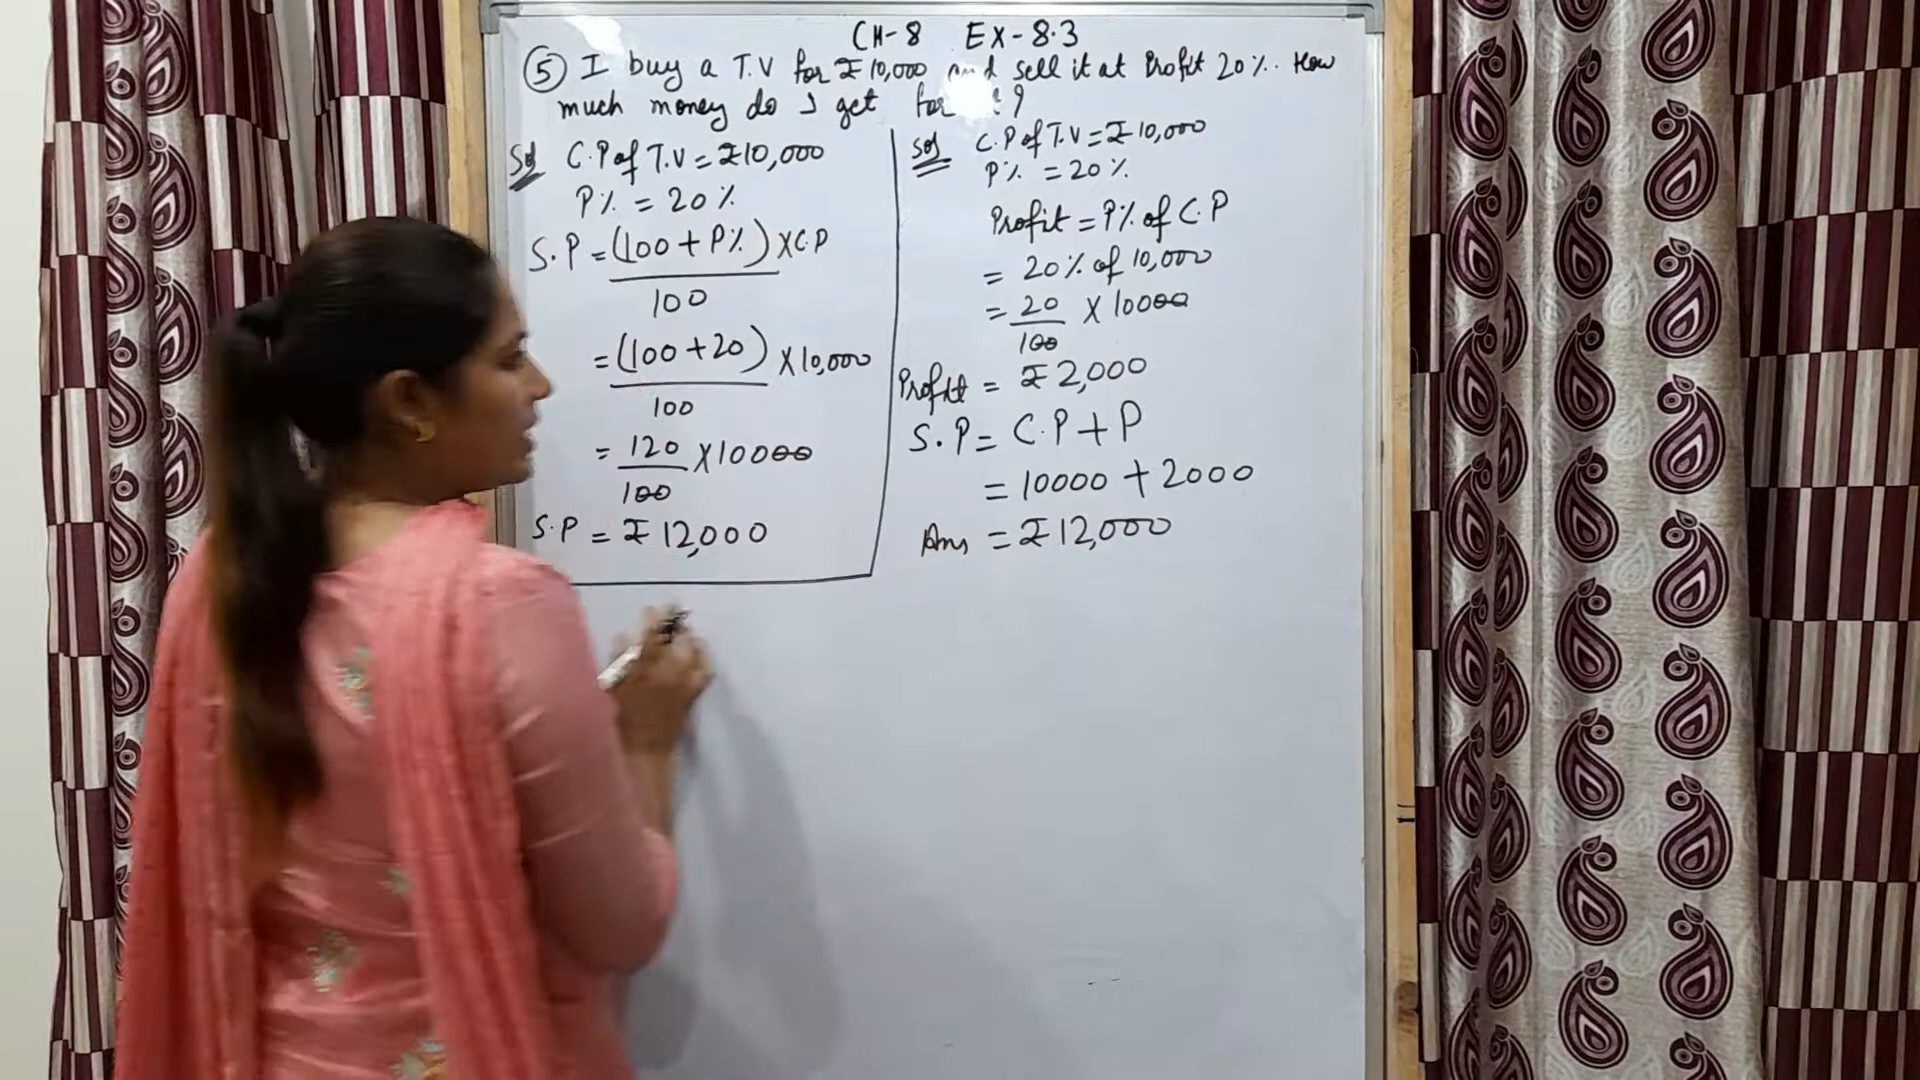 CH-8 EX-8.3
⑤ I buy a T.V for ₹10,000 and sell it at Profit 20%. How
much money do I get for ?
Sol C.P of T.V = ₹10,000
P% = 20%
S.P = (100 + P%) × C.P
100
= (100 + 20) × 10,000
100
= 120 × 10000
100
S.P = ₹12,000
Sol C.P of T.V = ₹10,000
P% = 20%
Profit = P% of C.P
= 20% of 10,000
= 20 × 10000
100
Profit = ₹2,000
S.P = C.P + P
= 10000 + 2000
Ans = ₹12,000